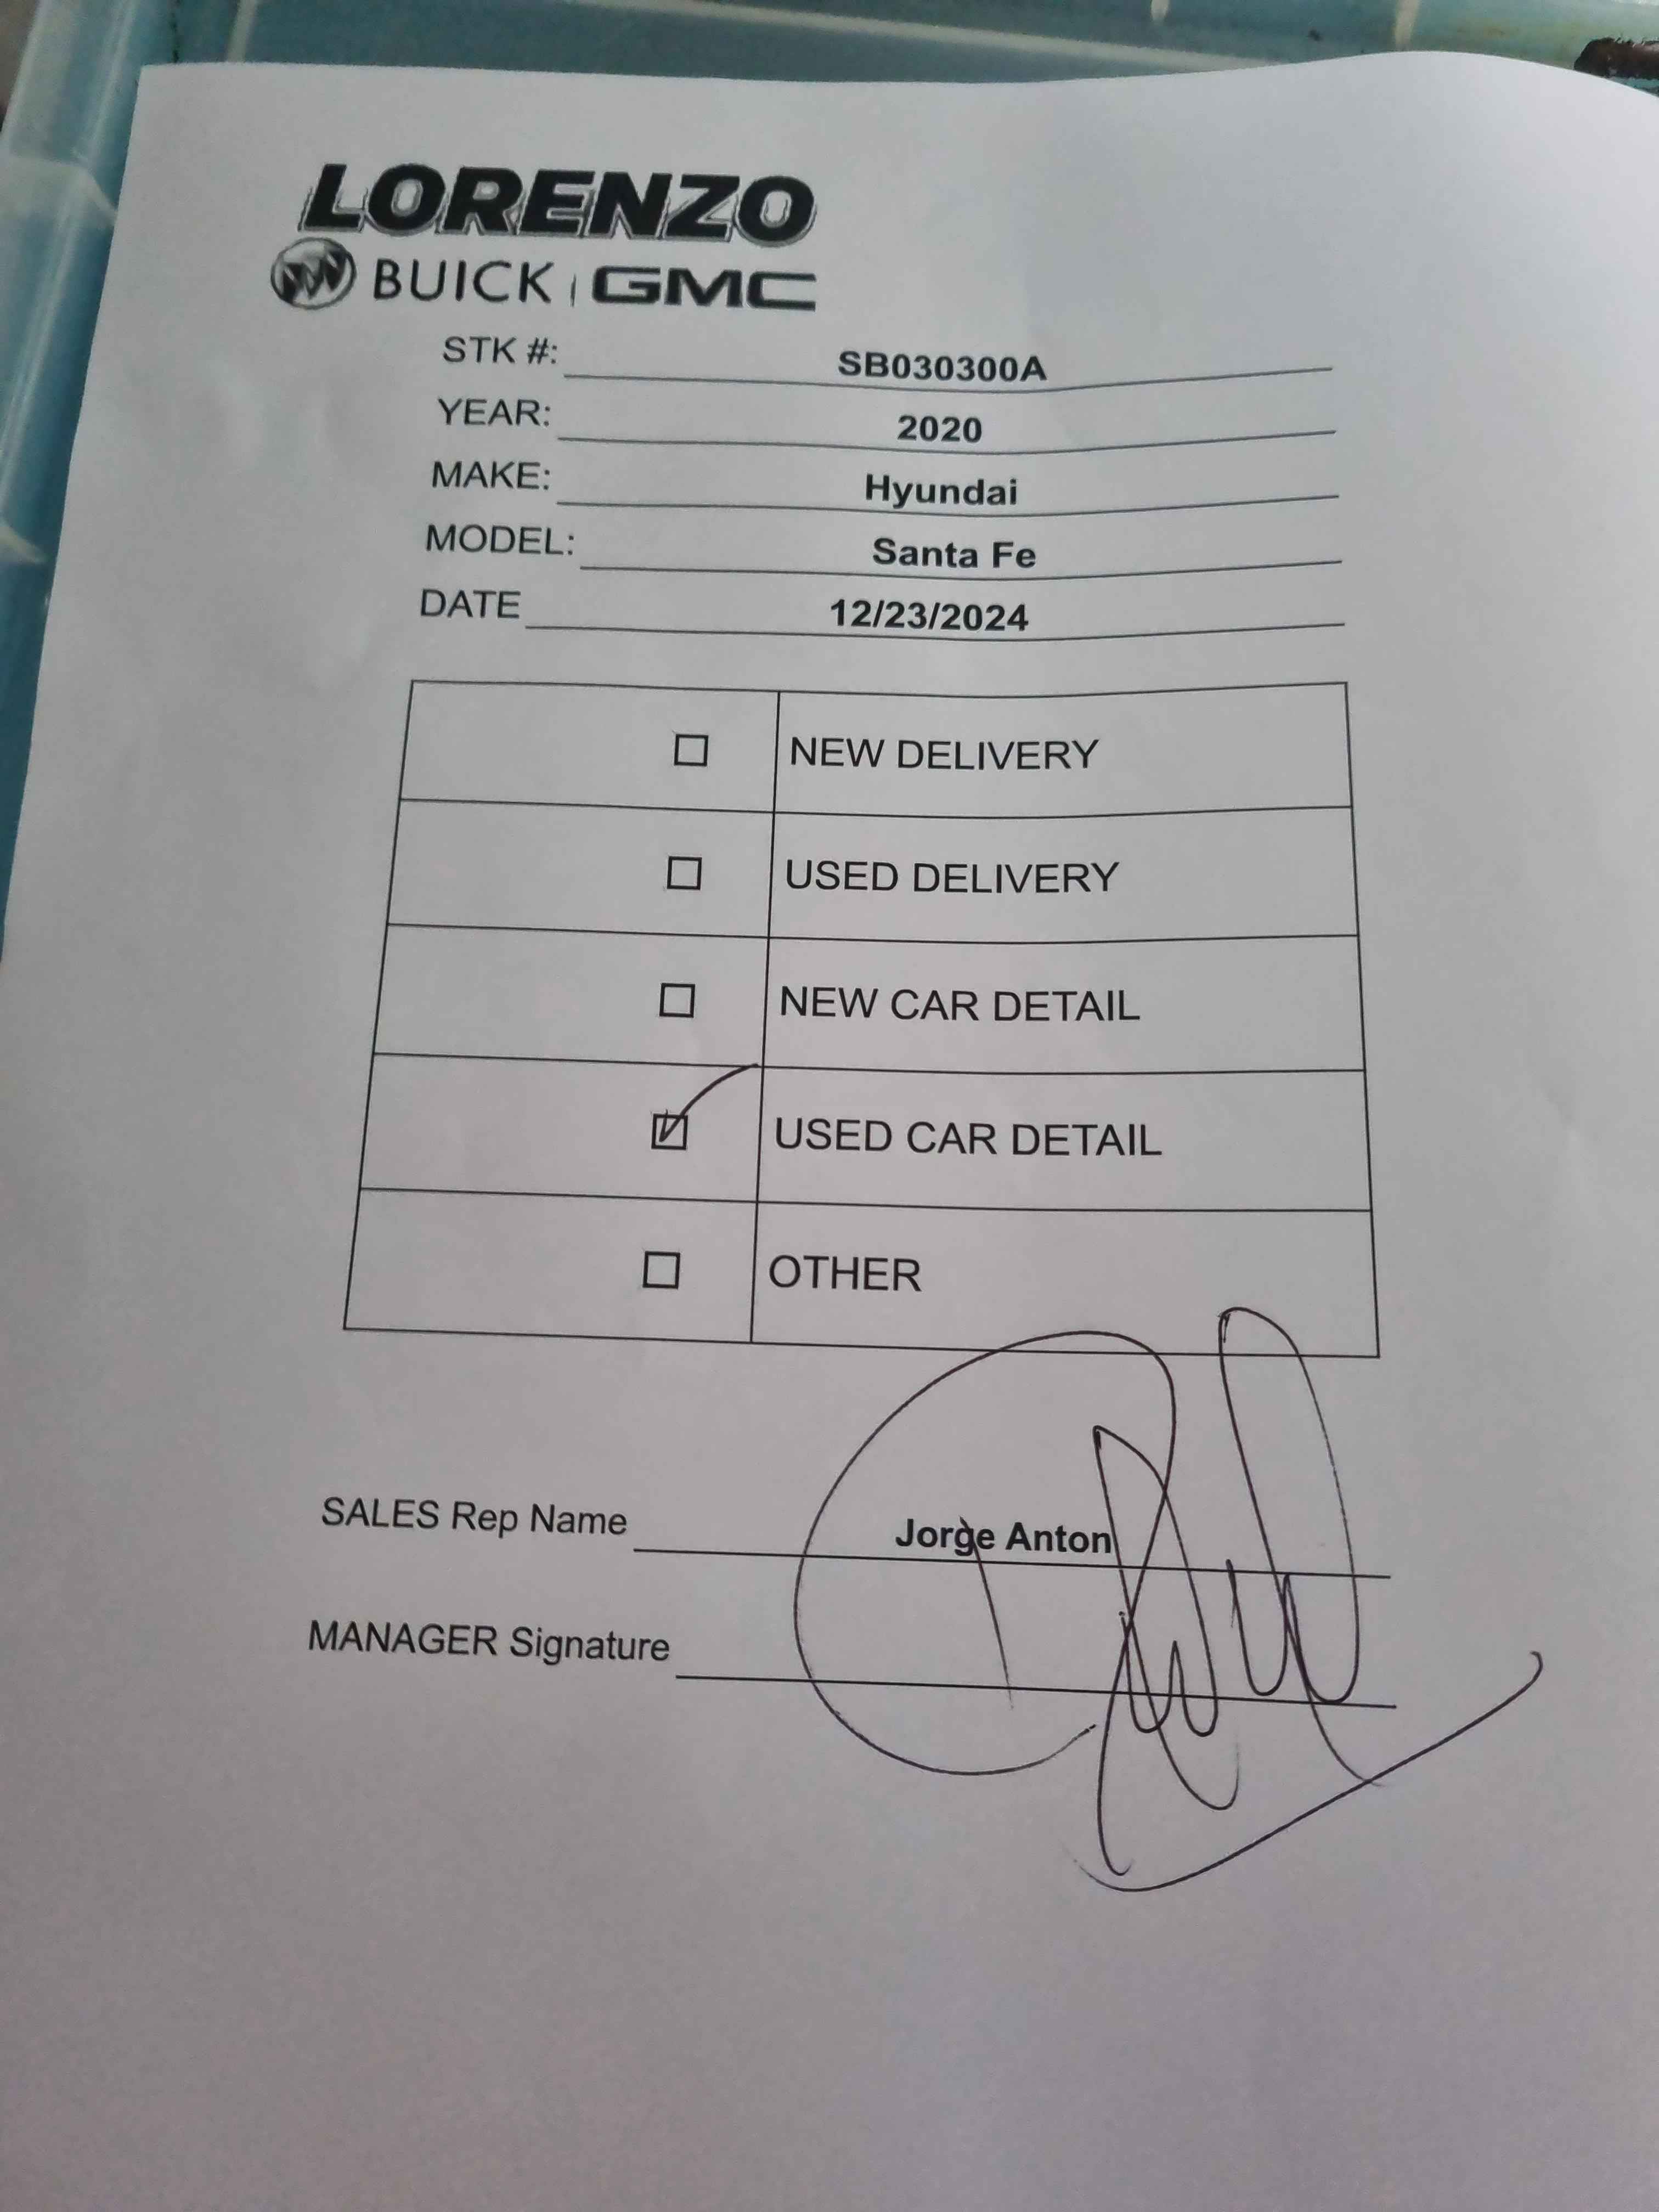 LORENZO
BUICK | GMC
STK #: SB030300A
YEAR: 2020
MAKE: Hyundai
MODEL: Santa Fe
DATE 12/23/2024
☐ NEW DELIVERY
☐ USED DELIVERY
☐ NEW CAR DETAIL
☑ USED CAR DETAIL
☐ OTHER
SALES Rep Name Jorge Anton
MANAGER Signature